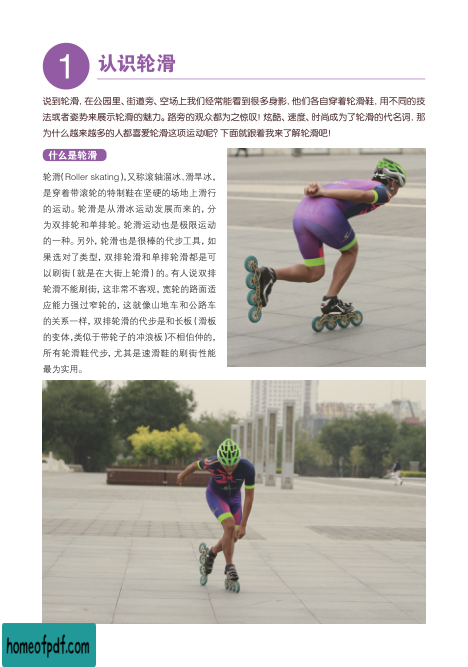 1 认识轮滑
说到轮滑，在公园里、街道旁、空场上我们经常能看到很多身影，他们各自穿着轮滑鞋，用不同的技
法或者姿势来展示轮滑的魅力。路旁的观众都为之惊叹！炫酷、速度、时尚成为了轮滑的代名词，那
为什么越来越多的人都喜爱轮滑这项运动呢？下面就跟着我来了解轮滑吧！
什么是轮滑
轮滑(Roller skating)，又称滚轴溜冰、滑旱冰，
是穿着带滚轮的特制鞋在坚硬的场地上滑行
的运动。轮滑是从滑冰运动发展而来的，分
为双排轮和单排轮。轮滑运动也是极限运动
的一种。另外，轮滑也是很棒的代步工具，如
果选对了类型，双排轮滑和单排轮滑都是可
以刷街（就是在大街上轮滑）的。有人说双排
轮滑不能刷街，这非常不客观，宽轮的路面适
应能力强过窄轮的，这就像山地车和公路车
的关系一样，双排轮滑的代步是和长板（滑板
的变体，类似于带轮子的冲浪板）不相伯仲的，
所有轮滑鞋代步，尤其是速滑鞋的刷街性能
最为实用。
homeofpdf.com